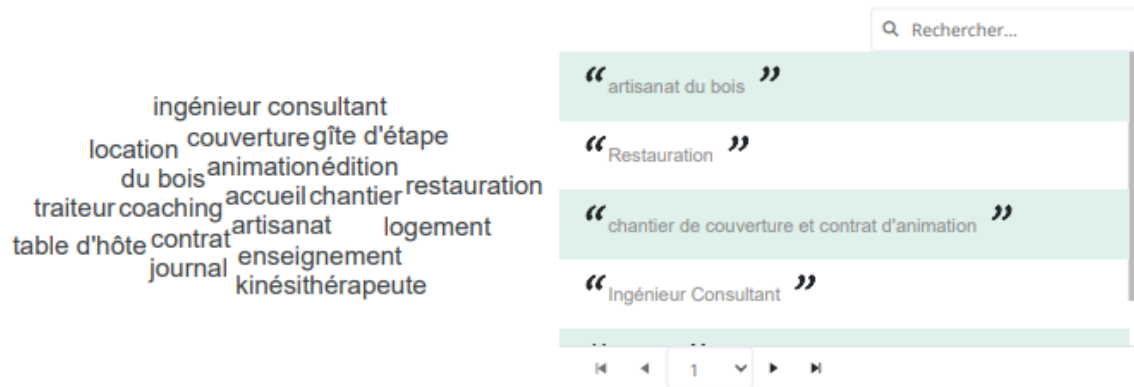 Rechercher...
ingénieur consultant
couverture gîte d'étape
location
animation édition
du bois
accueil chantier restauration
traiteur coaching
artisanat logement
table d'hôte contrat
enseignement
journal
kinésithérapeute
“ artisanat du bois ”
“ Restauration ”
“ chantier de couverture et contrat d'animation ”
“ Ingénieur Consultant ”
1